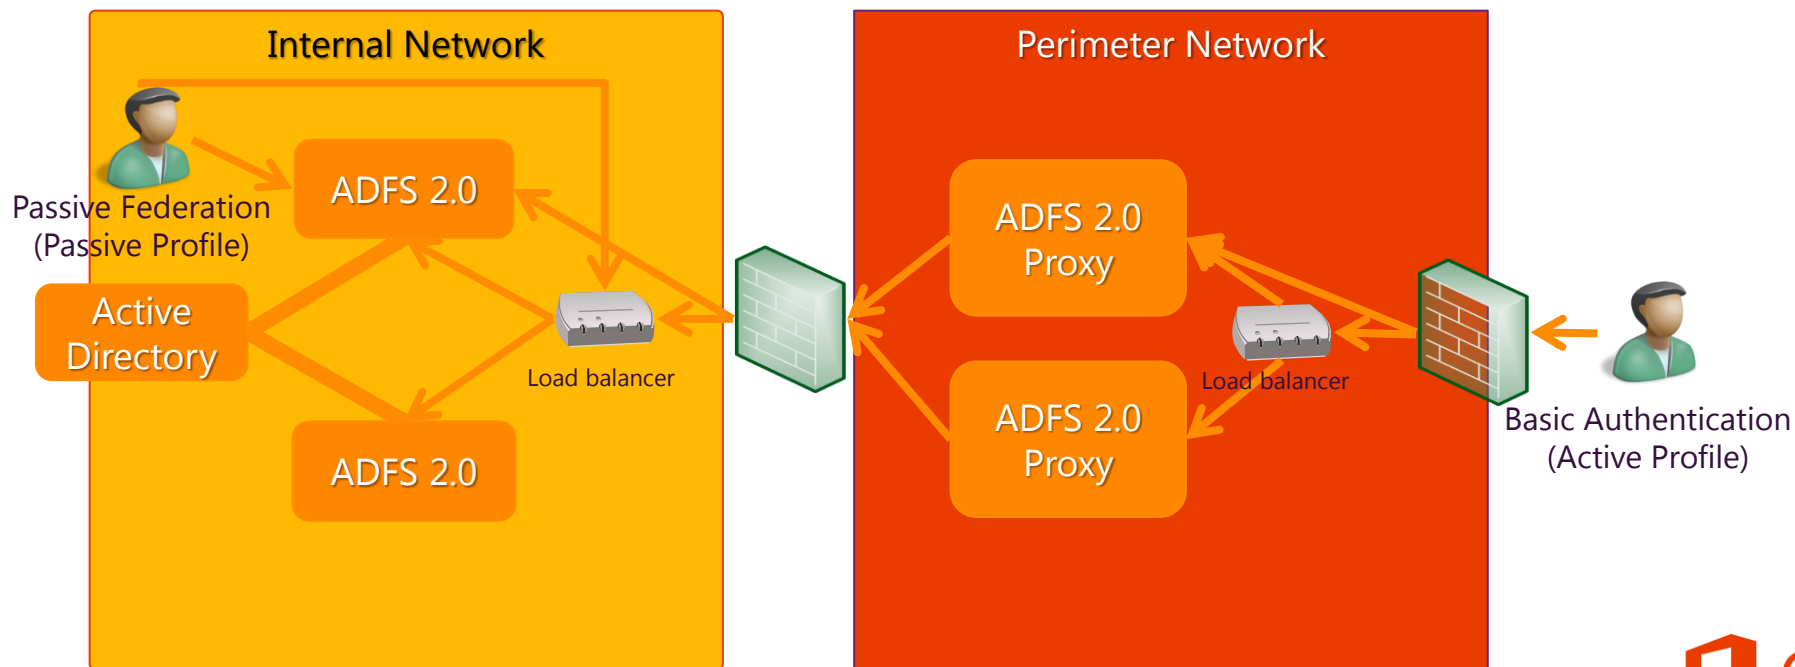 Internal Network
Perimeter Network
Passive Federation
(Passive Profile)
ADFS 2.0
Active
Directory
ADFS 2.0
Load balancer
ADFS 2.0
Proxy
ADFS 2.0
Proxy
Load balancer
Basic Authentication
(Active Profile)